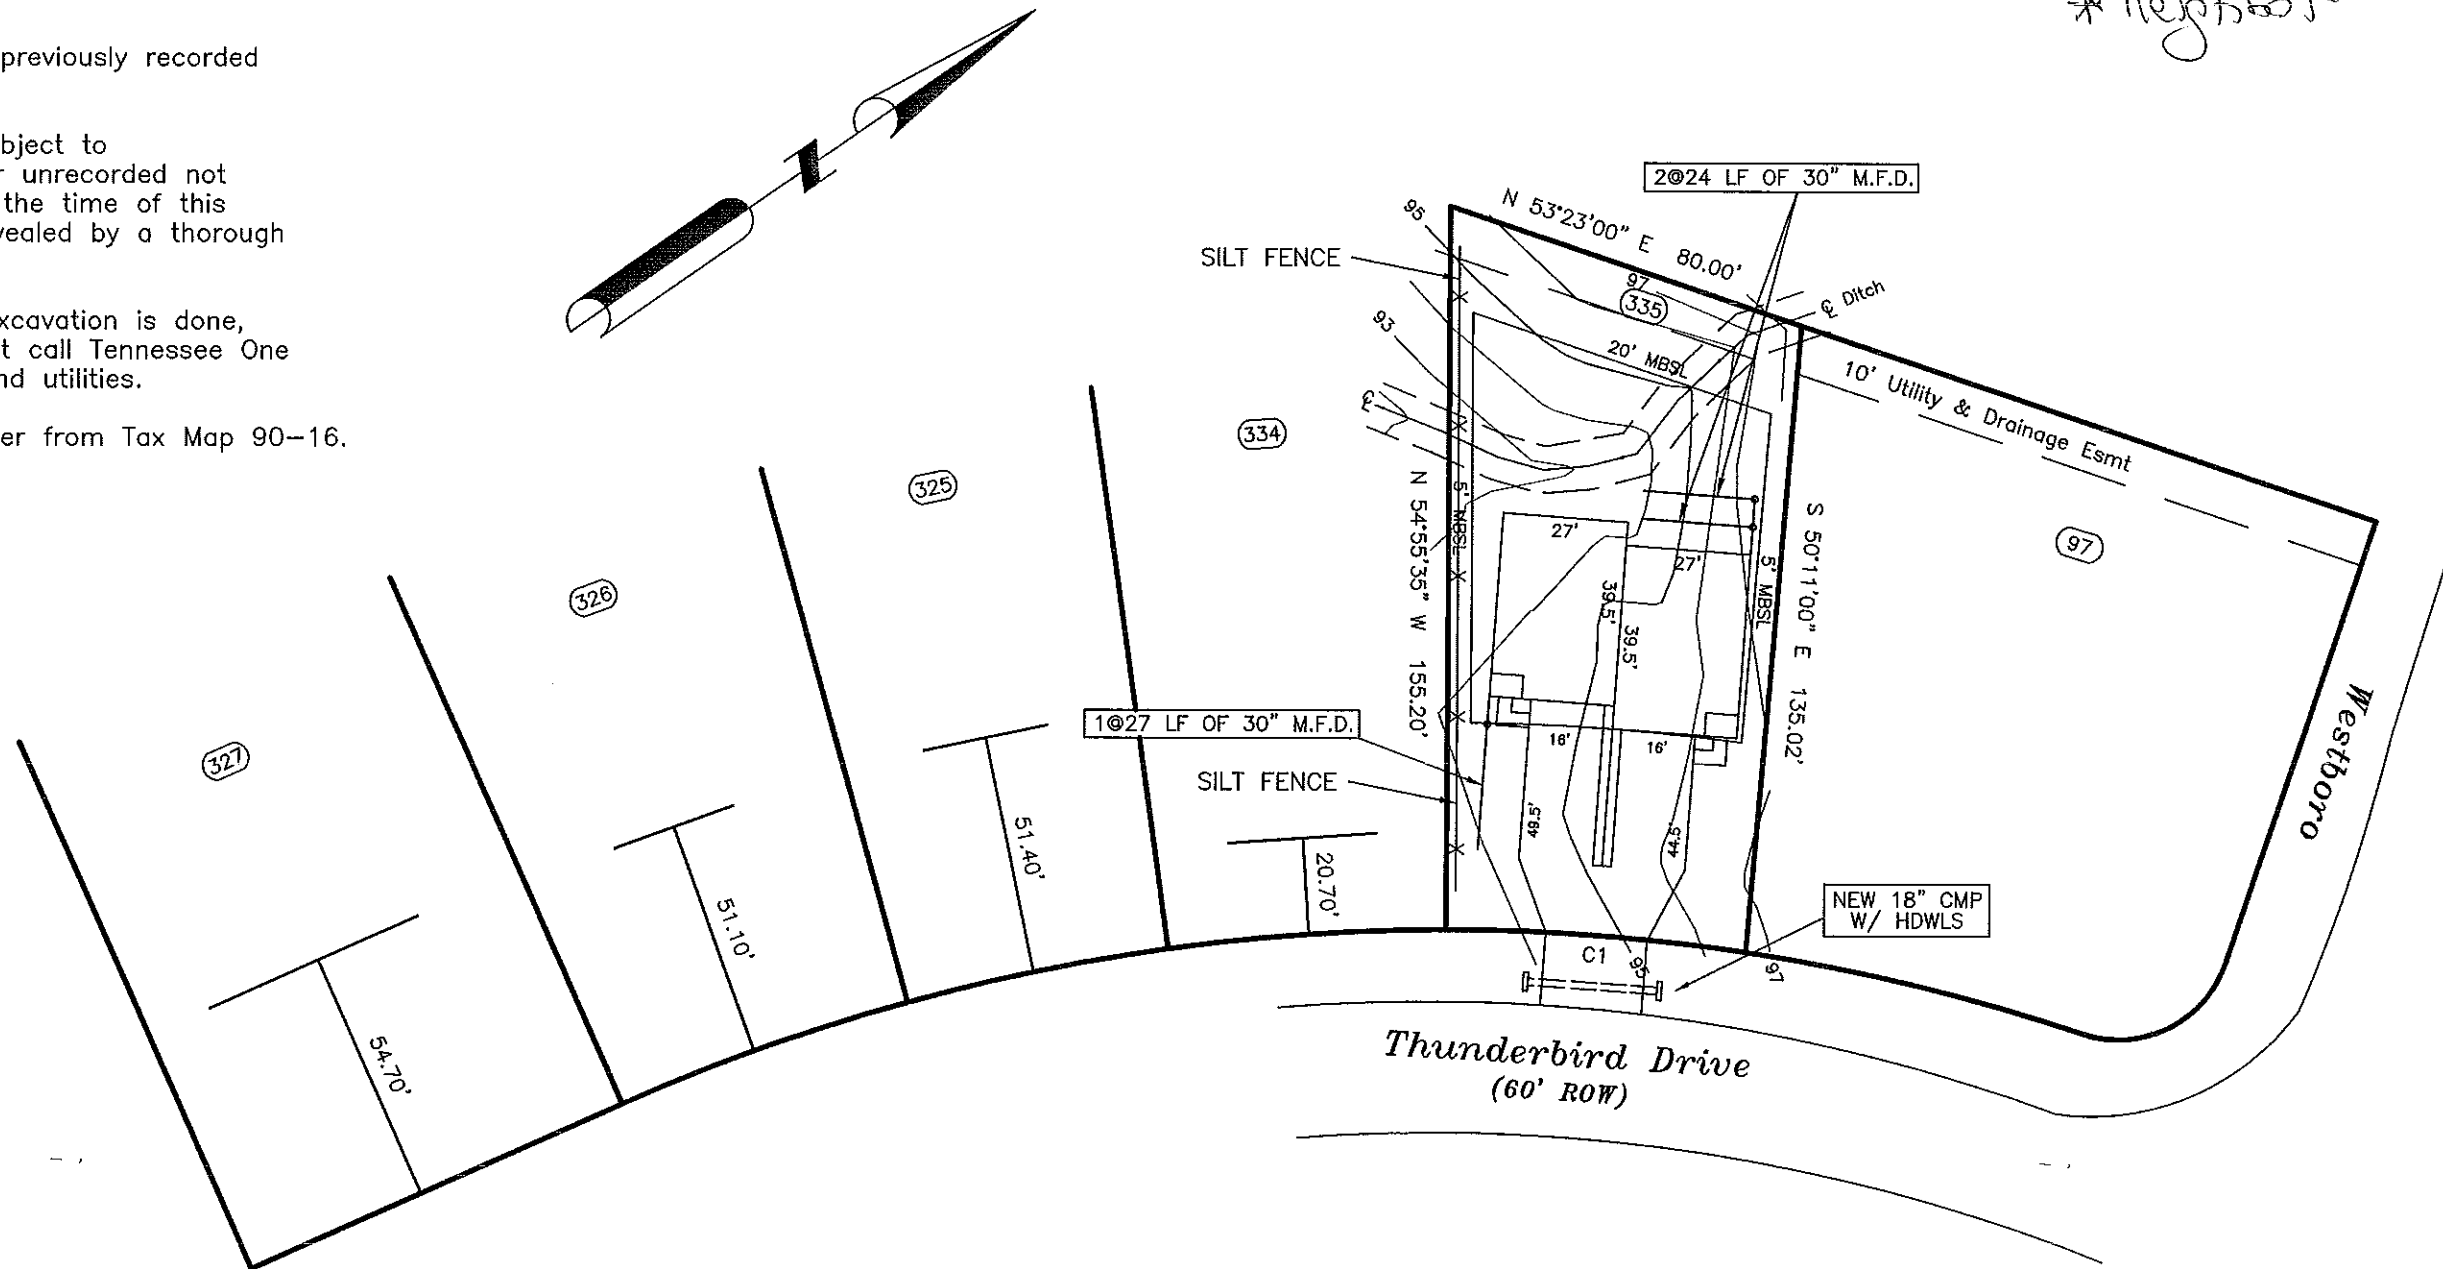 previously recorded
bject to
r unrecorded not
the time of this
vealed by a thorough
xcavation is done,
t call Tennessee One
nd utilities.
er from Tax Map 90-16.
2@24 LF OF 30" M.F.D.
N 53°23'00" E 80.00'
95
SILT FENCE
97
335
℄ Ditch
93
20' MBSL
10' Utility & Drainage Esmt
℄
334
325
326
327
97
N 54°55'35" W 155.20'
5' MBSL
27'
27'
39.5'
39.5'
5' MBSL
S 50°11'00" E 135.02'
Westboro
1@27 LF OF 30" M.F.D.
16'
16'
SILT FENCE
49.5'
44.5'
51.40'
20.70'
51.10'
54.70'
NEW 18" CMP
W/ HDWLS
C1
95
97
Thunderbird Drive
(60' ROW)